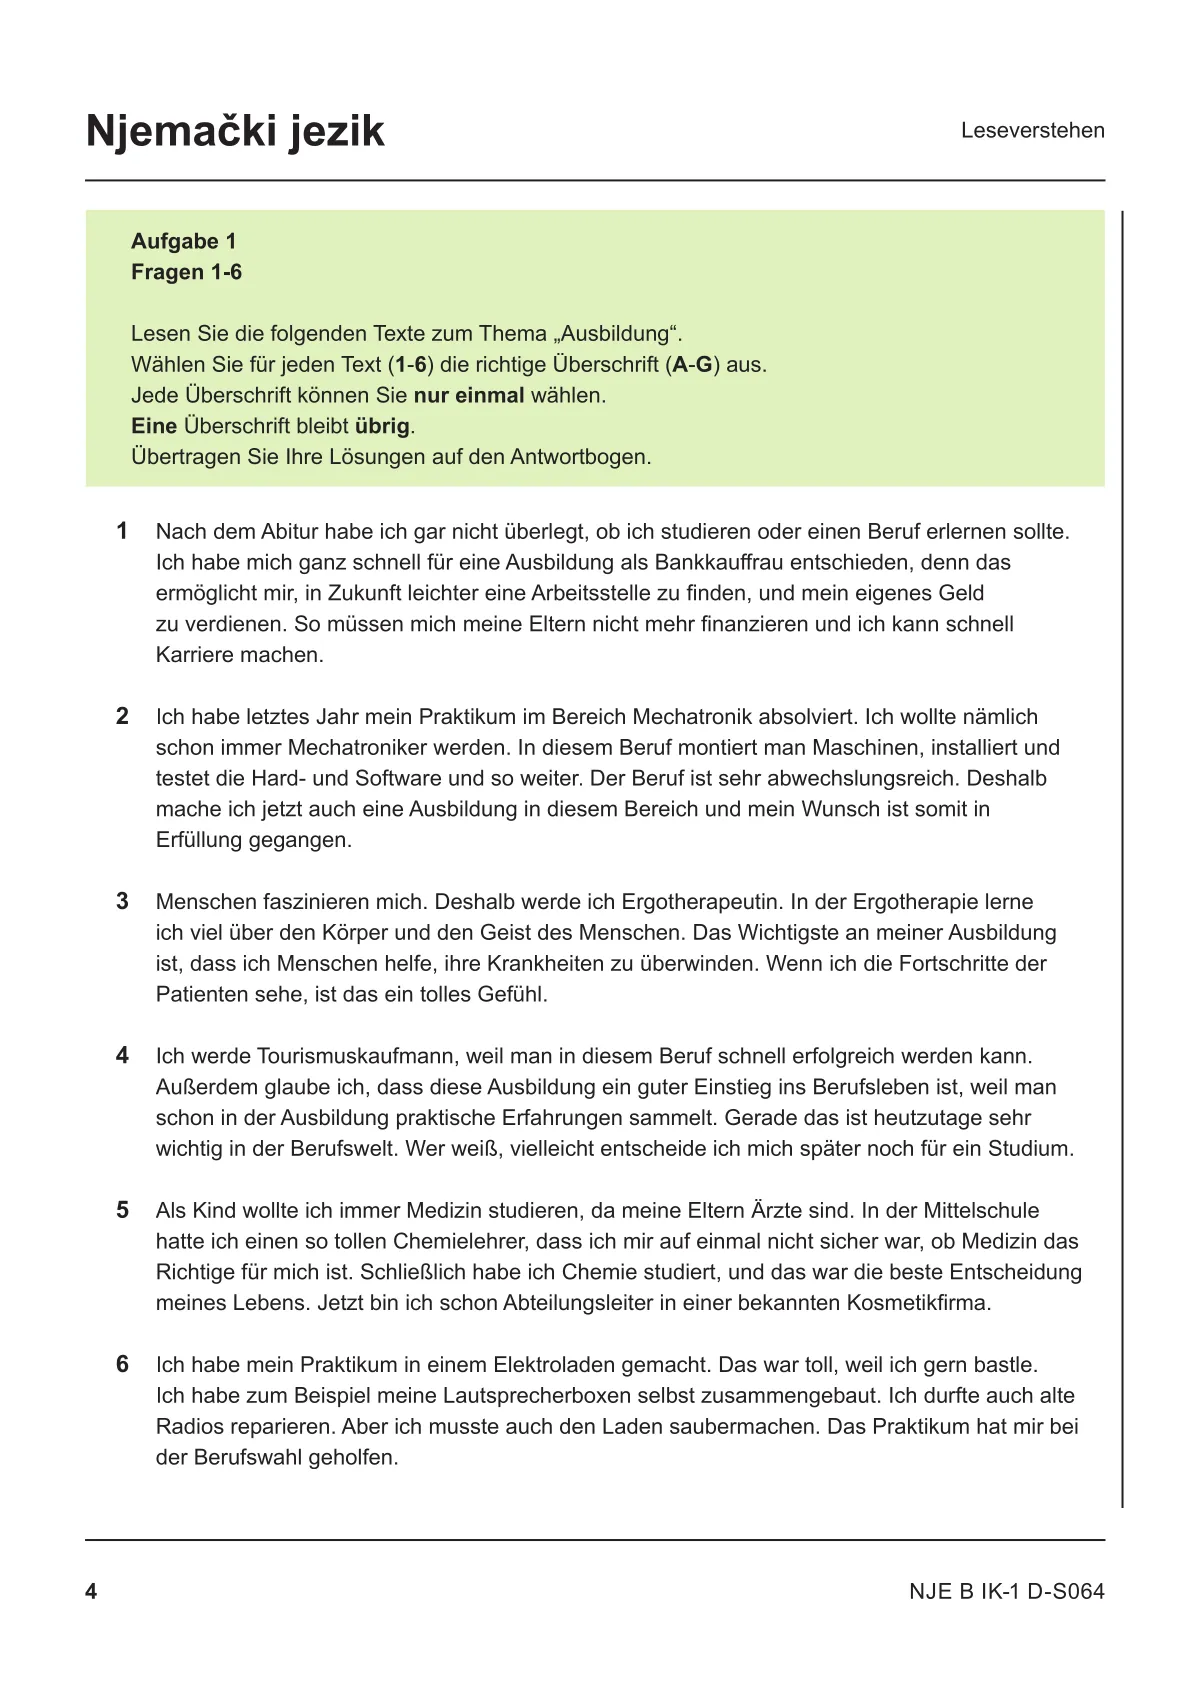 Njemački jezik
Leseverstehen
Aufgabe 1
Fragen 1-6
Lesen Sie die folgenden Texte zum Thema „Ausbildung“.
Wählen Sie für jeden Text (1-6) die richtige Überschrift (A-G) aus.
Jede Überschrift können Sie nur einmal wählen.
Eine Überschrift bleibt übrig.
Übertragen Sie Ihre Lösungen auf den Antwortbogen.
1 Nach dem Abitur habe ich gar nicht überlegt, ob ich studieren oder einen Beruf erlernen sollte.
Ich habe mich ganz schnell für eine Ausbildung als Bankkauffrau entschieden, denn das
ermöglicht mir, in Zukunft leichter eine Arbeitsstelle zu finden, und mein eigenes Geld
zu verdienen. So müssen mich meine Eltern nicht mehr finanzieren und ich kann schnell
Karriere machen.
2 Ich habe letztes Jahr mein Praktikum im Bereich Mechatronik absolviert. Ich wollte nämlich
schon immer Mechatroniker werden. In diesem Beruf montiert man Maschinen, installiert und
testet die Hard- und Software und so weiter. Der Beruf ist sehr abwechslungsreich. Deshalb
mache ich jetzt auch eine Ausbildung in diesem Bereich und mein Wunsch ist somit in
Erfüllung gegangen.
3 Menschen faszinieren mich. Deshalb werde ich Ergotherapeutin. In der Ergotherapie lerne
ich viel über den Körper und den Geist des Menschen. Das Wichtigste an meiner Ausbildung
ist, dass ich Menschen helfe, ihre Krankheiten zu überwinden. Wenn ich die Fortschritte der
Patienten sehe, ist das ein tolles Gefühl.
4 Ich werde Tourismuskaufmann, weil man in diesem Beruf schnell erfolgreich werden kann.
Außerdem glaube ich, dass diese Ausbildung ein guter Einstieg ins Berufsleben ist, weil man
schon in der Ausbildung praktische Erfahrungen sammelt. Gerade das ist heutzutage sehr
wichtig in der Berufswelt. Wer weiß, vielleicht entscheide ich mich später noch für ein Studium.
5 Als Kind wollte ich immer Medizin studieren, da meine Eltern Ärzte sind. In der Mittelschule
hatte ich einen so tollen Chemielehrer, dass ich mir auf einmal nicht sicher war, ob Medizin das
Richtige für mich ist. Schließlich habe ich Chemie studiert, und das war die beste Entscheidung
meines Lebens. Jetzt bin ich schon Abteilungsleiter in einer bekannten Kosmetikfirma.
6 Ich habe mein Praktikum in einem Elektroladen gemacht. Das war toll, weil ich gern bastle.
Ich habe zum Beispiel meine Lautsprecherboxen selbst zusammengebaut. Ich durfte auch alte
Radios reparieren. Aber ich musste auch den Laden saubermachen. Das Praktikum hat mir bei
der Berufswahl geholfen.
4
NJE B IK-1 D-S064